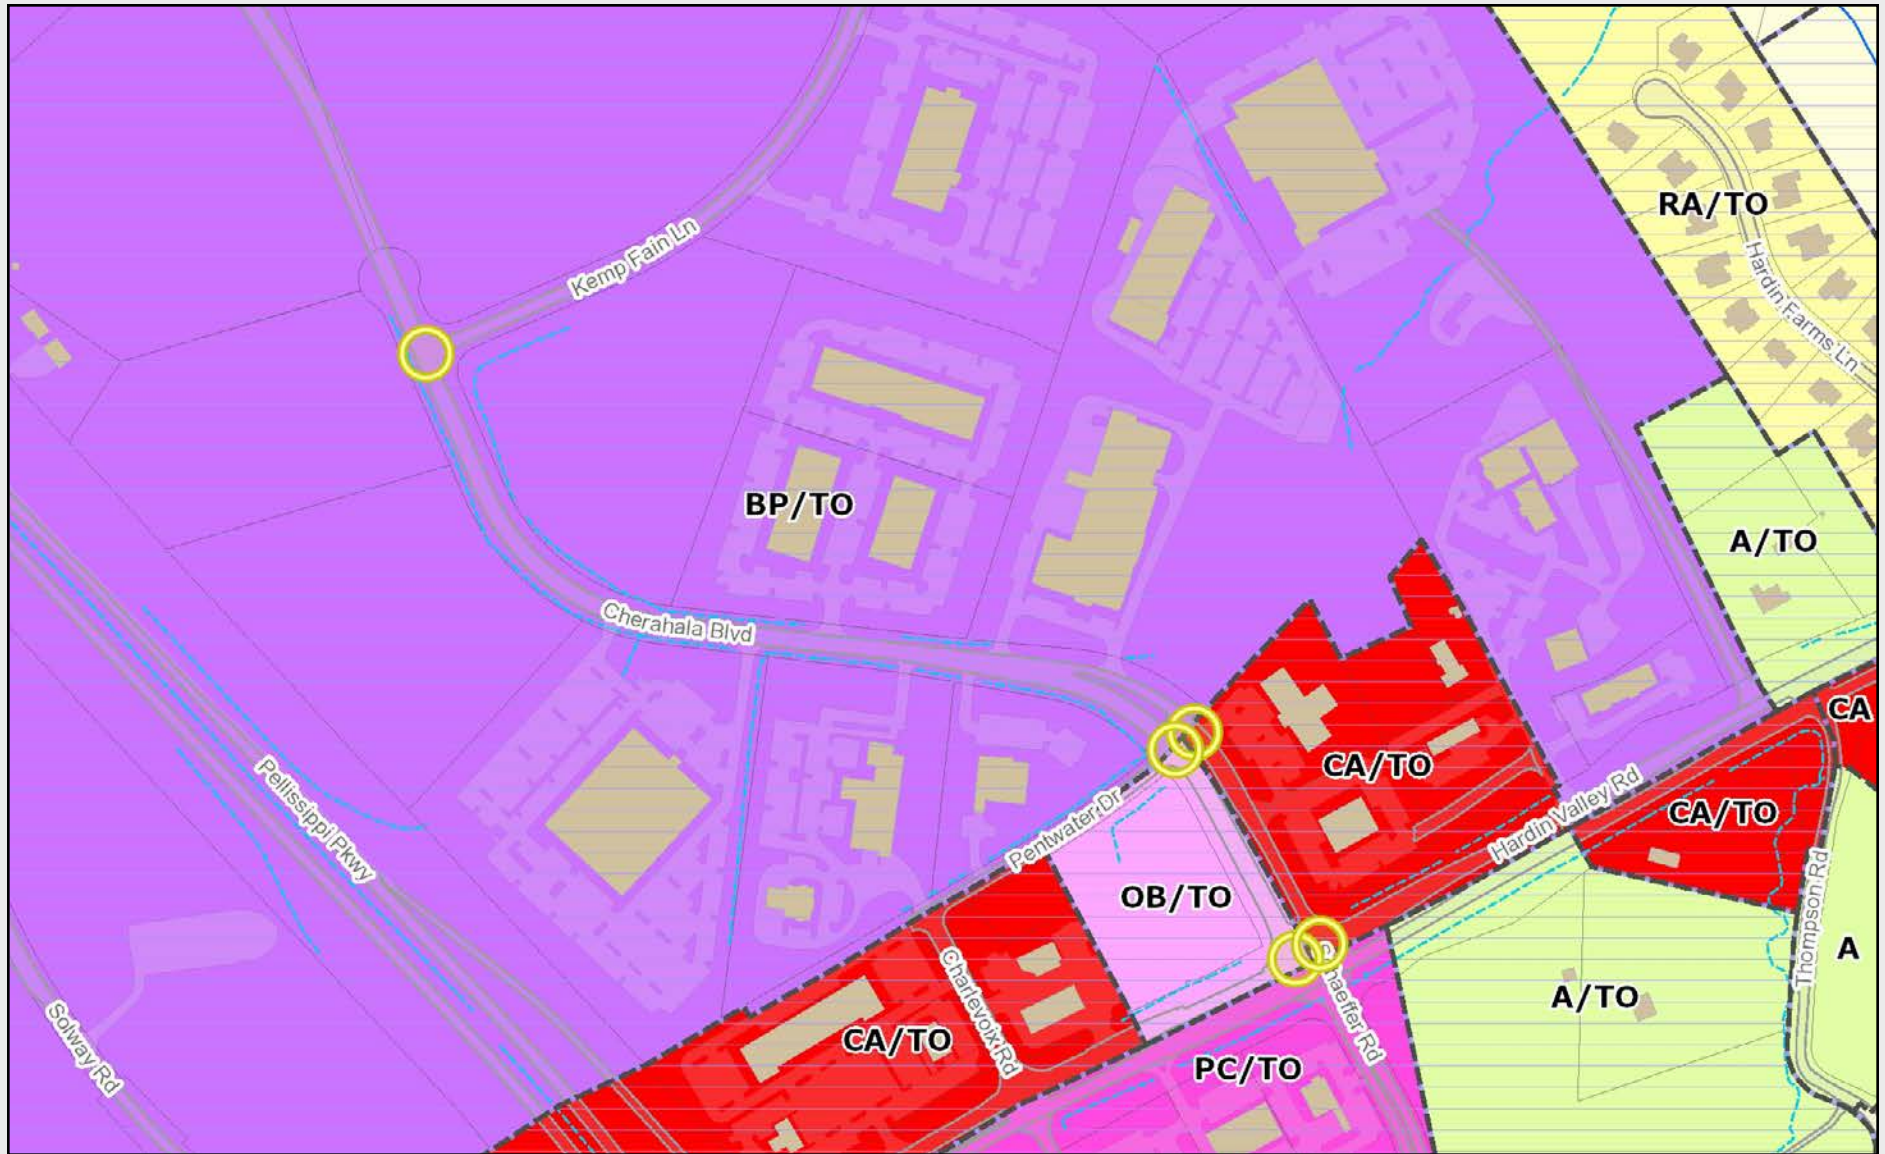 RA/TO
Kemp Fain Ln
Hardin Farms Ln
BP/TO
A/TO
Cherahala Blvd
CA
CA/TO
CA/TO
Pellissippi Pkwy
Pentwater Dr
Hardin Valley Rd
OB/TO
Thompson Rd
A
Charlevoix Rd
A/TO
Solway Rd
CA/TO
haeffer Rd
PC/TO